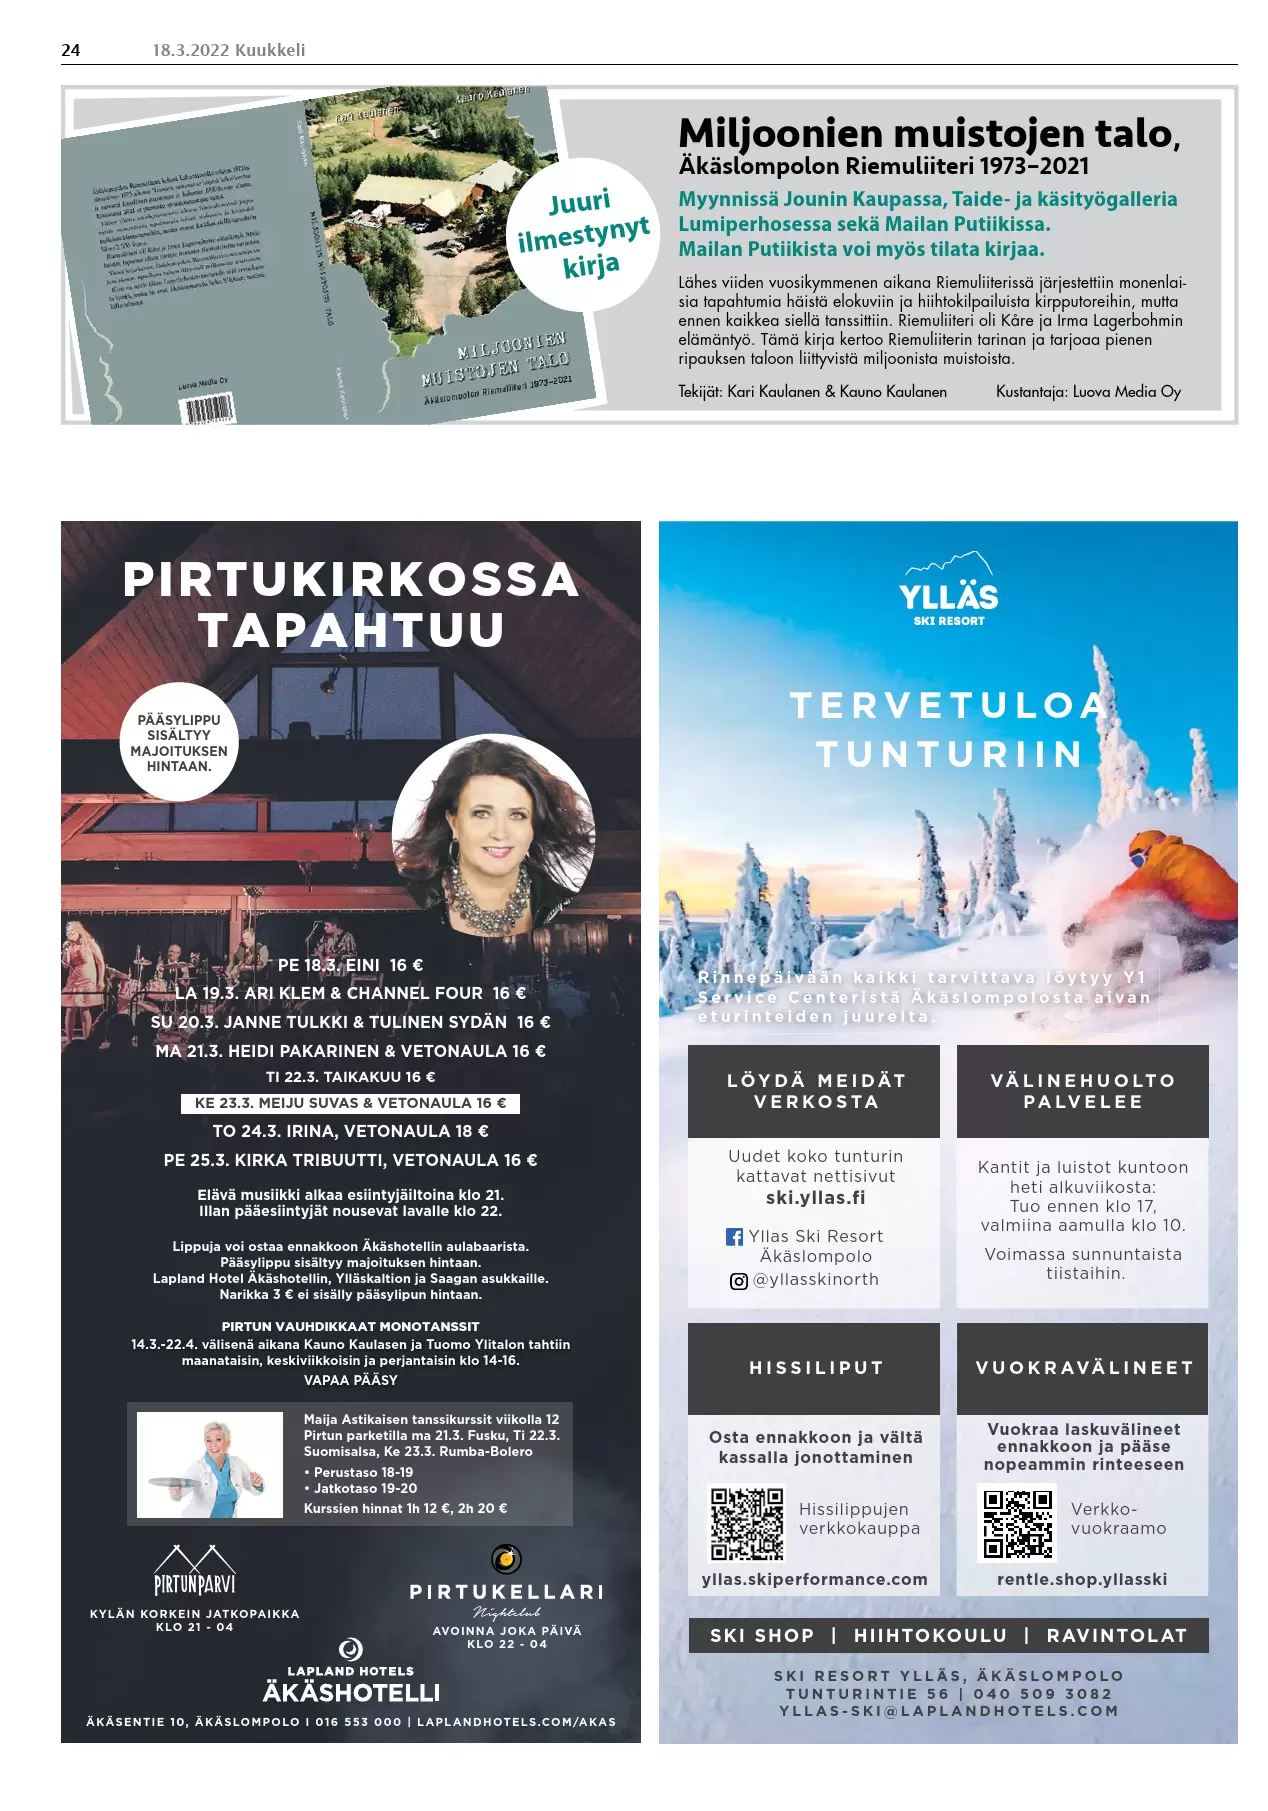 24 18.3.2022 Kuukkeli
Kari Kaulanen Kauno Kaulanen
MILJOONIEN MUISTOJEN TALO
Luova Media Oy
MILJOONIEN
MUISTOJEN TALO
Äkäslompolon Riemuliiteri 1973–2021
Juuri
ilmestynyt
kirja
Miljoonien muistojen talo,
Äkäslompolon Riemuliiteri 1973–2021
Myynnissä Jounin Kaupassa, Taide- ja käsityögalleria
Lumiperhosessa sekä Mailan Putiikissa.
Mailan Putiikista voi myös tilata kirjaa.
Lähes viiden vuosikymmenen aikana Riemuliiterissä järjestettiin monenlai-
sia tapahtumia häistä elokuviin ja hiihtokilpailuista kirpputoreihin, mutta
ennen kaikkea siellä tanssittiin. Riemuliiteri oli Kåre ja Irma Lagerbohmin
elämäntyö. Tämä kirja kertoo Riemuliiterin tarinan ja tarjoaa pienen
ripauksen taloon liittyvistä miljoonista muistoista.
Tekijät: Kari Kaulanen & Kauno Kaulanen Kustantaja: Luova Media Oy
PIRTUKIRKOSSA
TAPAHTUU
PÄÄSYLIPPU
SISÄLTYY
MAJOITUKSEN
HINTAAN.
PE 18.3. EINI 16 €
LA 19.3. ARI KLEM & CHANNEL FOUR 16 €
SU 20.3. JANNE TULKKI & TULINEN SYDÄN 16 €
MA 21.3. HEIDI PAKARINEN & VETONAULA 16 €
TI 22.3. TAIKAKUU 16 €
KE 23.3. MEIJU SUVAS & VETONAULA 16 €
TO 24.3. IRINA, VETONAULA 18 €
PE 25.3. KIRKA TRIBUUTTI, VETONAULA 16 €
Elävä musiikki alkaa esiintyjäiltoina klo 21.
Illan pääesiintyjät nousevat lavalle klo 22.
Lippuja voi ostaa ennakkoon Äkäshotellin aulabaarista.
Pääsylippu sisältyy majoituksen hintaan.
Lapland Hotel Äkäshotellin, Ylläskaltion ja Saagan asukkaille.
Narikka 3 € ei sisälly pääsylipun hintaan.
PIRTUN VAUHDIKKAAT MONOTANSSIT
14.3.-22.4. välisenä aikana Kauno Kaulasen ja Tuomo Ylitalon tahtiin
maanataisin, keskiviikkoisin ja perjantaisin klo 14-16.
VAPAA PÄÄSY
Maija Astikaisen tanssikurssit viikolla 12
Pirtun parketilla ma 21.3. Fusku, Ti 22.3.
Suomisalsa, Ke 23.3. Rumba-Bolero
• Perustaso 18-19
• Jatkotaso 19-20
Kurssien hinnat 1h 12 €, 2h 20 €
PIRTUNPARVI
KYLÄN KORKEIN JATKOPAIKKA
KLO 21 - 04
PIRTUKELLARI
Nightclub
AVOINNA JOKA PÄIVÄ
KLO 22 - 04
LAPLAND HOTELS
ÄKÄSHOTELLI
ÄKÄSENTIE 10, ÄKÄSLOMPOLO I 016 553 000 | LAPLANDHOTELS.COM/AKAS
YLLÄS
SKI RESORT
TERVETULOA
TUNTURIIN
Rinnepäivään kaikki tarvittava löytyy Y1
Service Centeristä Äkäslompolosta aivan
eturinteiden juurelta.
LÖYDÄ MEIDÄT
VERKOSTA
Uudet koko tunturin
kattavat nettisivut
ski.yllas.fi
Yllas Ski Resort
Äkäslompolo
@yllasskinorth
VÄLINEHUOLTO
PALVELEE
Kantit ja luistot kuntoon
heti alkuviikosta:
Tuo ennen klo 17,
valmiina aamulla klo 10.
Voimassa sunnuntaista
tiistaihin.
HISSILIPUT
Osta ennakkoon ja vältä
kassalla jonottaminen
Hissilippujen
verkkokauppa
yllas.skiperformance.com
VUOKRAVÄLINEET
Vuokraa laskuvälineet
ennakkoon ja pääse
nopeammin rinteeseen
Verkko-
vuokraamo
rentle.shop.yllasski
SKI SHOP | HIIHTOKOULU | RAVINTOLAT
SKI RESORT YLLÄS, ÄKÄSLOMPOLO
TUNTURINTIE 56 | 040 509 3082
YLLAS-SKI@LAPLANDHOTELS.COM